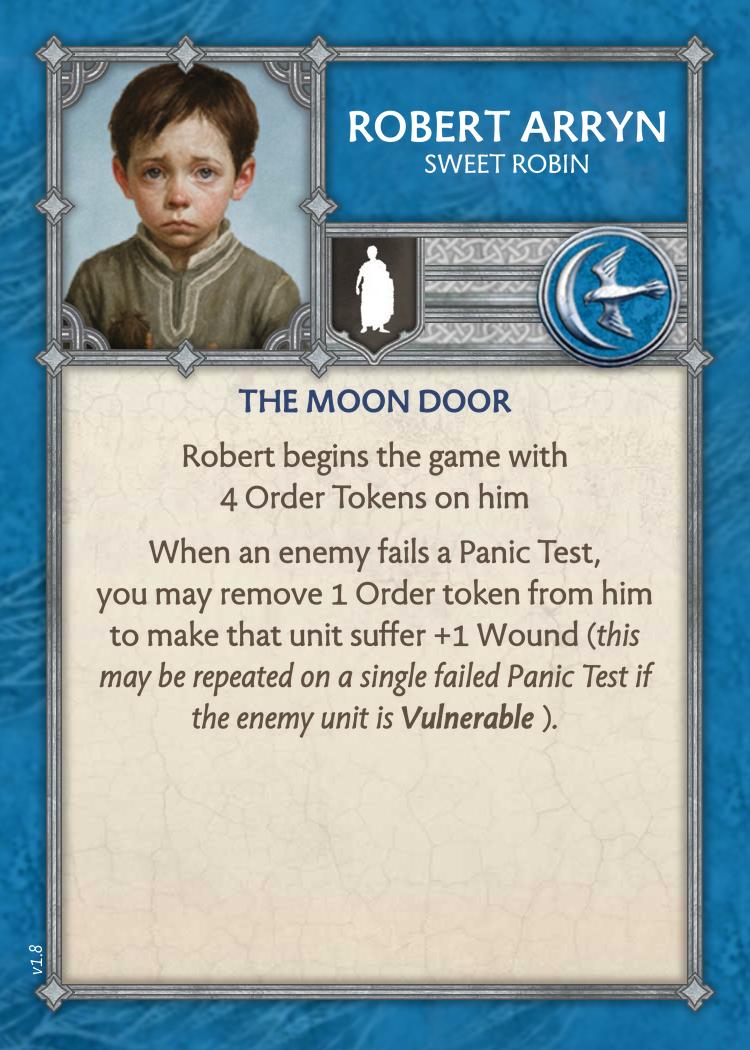 ROBERT ARRYN
SWEET ROBIN
THE MOON DOOR
Robert begins the game with
4 Order Tokens on him
When an enemy fails a Panic Test,
you may remove 1 Order token from him
to make that unit suffer +1 Wound (this
may be repeated on a single failed Panic Test if
the enemy unit is Vulnerable ).
v1.8